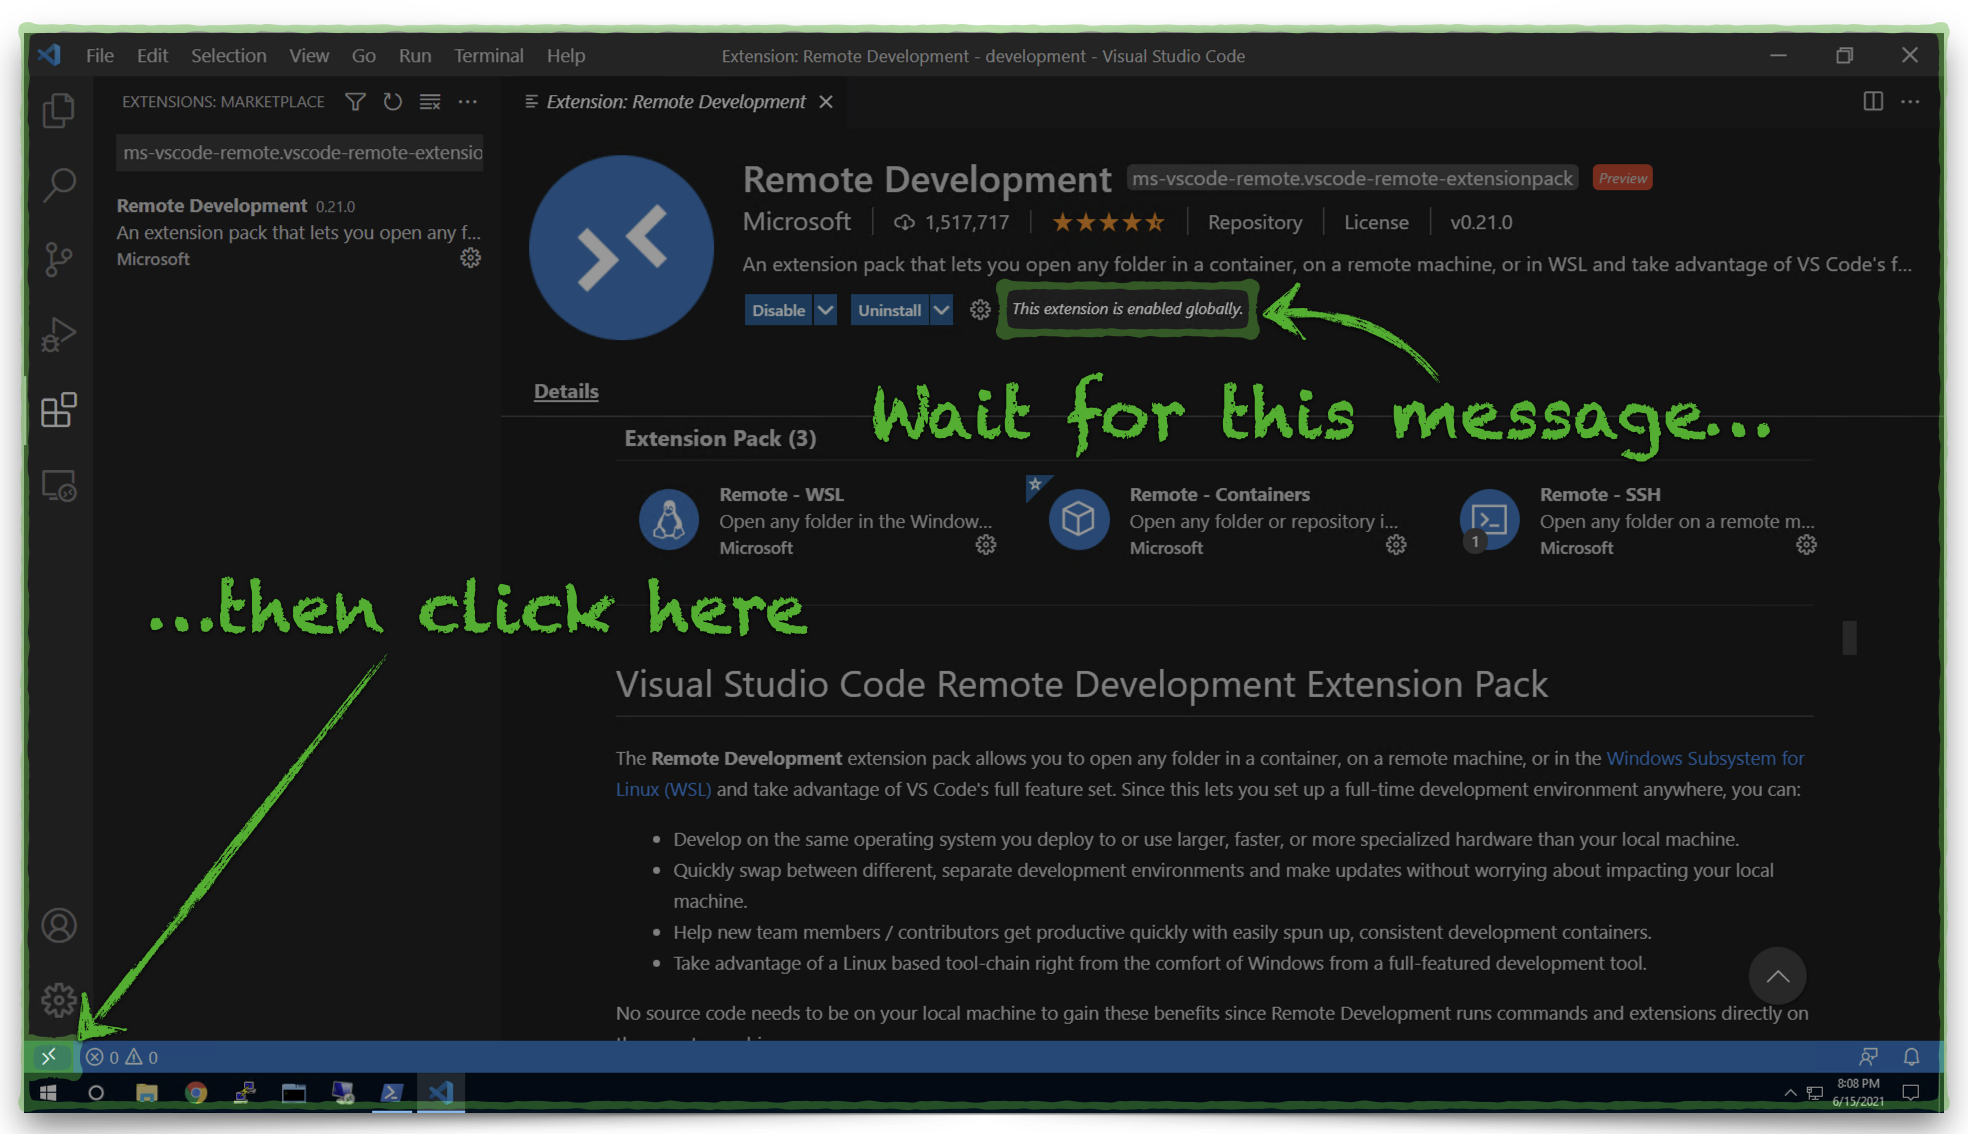 File Edit Selection View Go Run Terminal Help
Extension: Remote Development - development - Visual Studio Code
EXTENSIONS: MARKETPLACE
Extension: Remote Development
ms-vscode-remote.vscode-remote-extensio
Remote Development 0.21.0
An extension pack that lets you open any f...
Microsoft
Remote Development ms-vscode-remote.vscode-remote-extensionpack Preview
Microsoft 1,517,717 Repository License v0.21.0
An extension pack that lets you open any folder in a container, on a remote machine, or in WSL and take advantage of VS Code's f...
Disable Uninstall This extension is enabled globally.
Details
Wait for this message...
Extension Pack (3)
Remote - WSL
Open any folder in the Window...
Microsoft
Remote - Containers
Open any folder or repository i...
Microsoft
Remote - SSH
Open any folder on a remote m...
1
Microsoft
...then click here
Visual Studio Code Remote Development Extension Pack
The Remote Development extension pack allows you to open any folder in a container, on a remote machine, or in the Windows Subsystem for
Linux (WSL) and take advantage of VS Code's full feature set. Since this lets you set up a full-time development environment anywhere, you can:
• Develop on the same operating system you deploy to or use larger, faster, or more specialized hardware than your local machine.
• Quickly swap between different, separate development environments and make updates without worrying about impacting your local
machine.
• Help new team members / contributors get productive quickly with easily spun up, consistent development containers.
• Take advantage of a Linux based tool-chain right from the comfort of Windows from a full-featured development tool.
No source code needs to be on your local machine to gain these benefits since Remote Development runs commands and extensions directly on
0 0
8:08 PM
6/15/2021